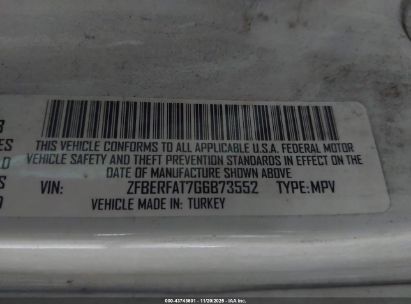 THIS VEHICLE CONFORMS TO ALL APPLICABLE U.S.A. FEDERAL MOTOR
VEHICLE SAFETY AND THEFT PREVENTION STANDARDS IN EFFECT ON THE
DATE OF MANUFACTURE SHOWN ABOVE
VIN: ZFBERFAT7G6B73552 TYPE: MPV
VEHICLE MADE IN: TURKEY